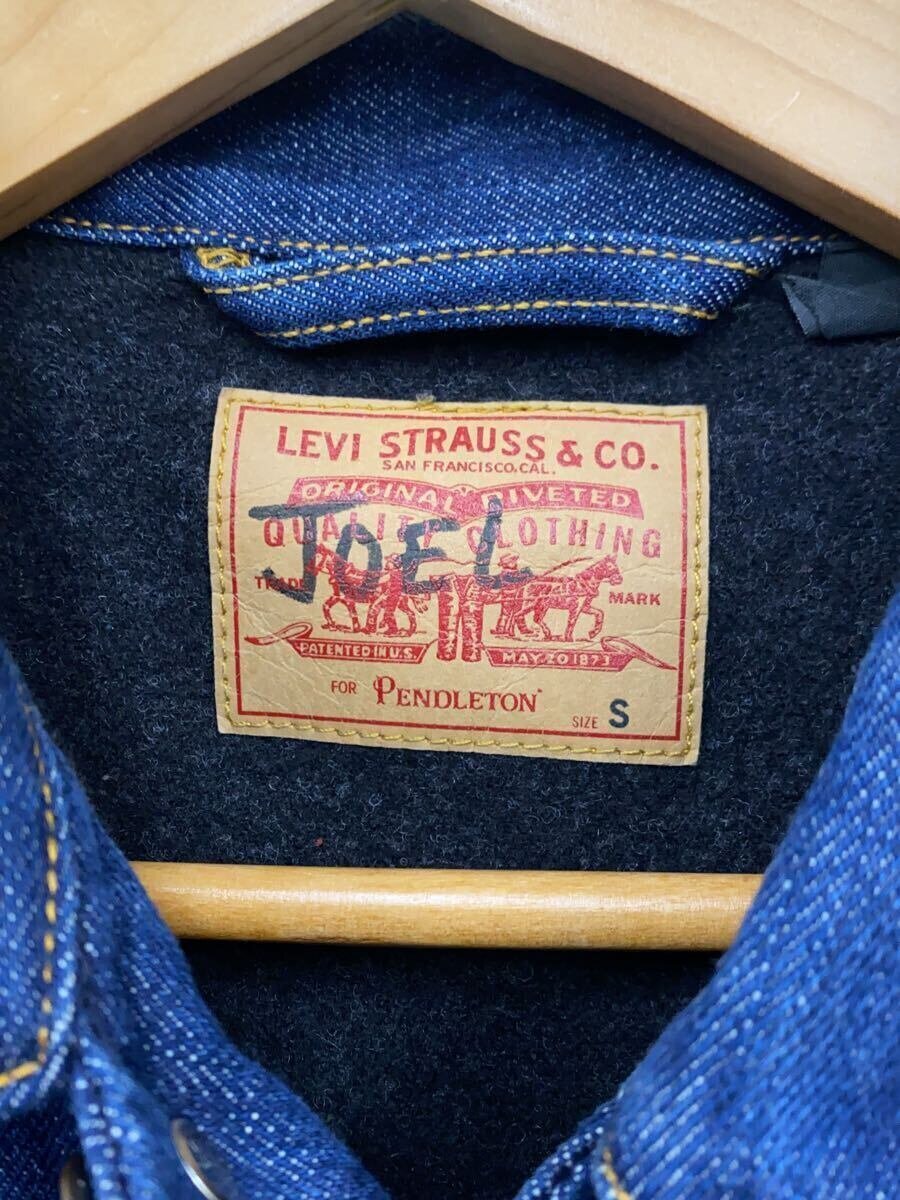 LEVI STRAUSS & CO.
SAN FRANCISCO, CAL.
ORIGINAL RIVETED
QUALITY CLOTHING
JOEL
TRADE MARK
PATENTED IN U.S. MAY 20 1873
FOR PENDLETON
SIZE S